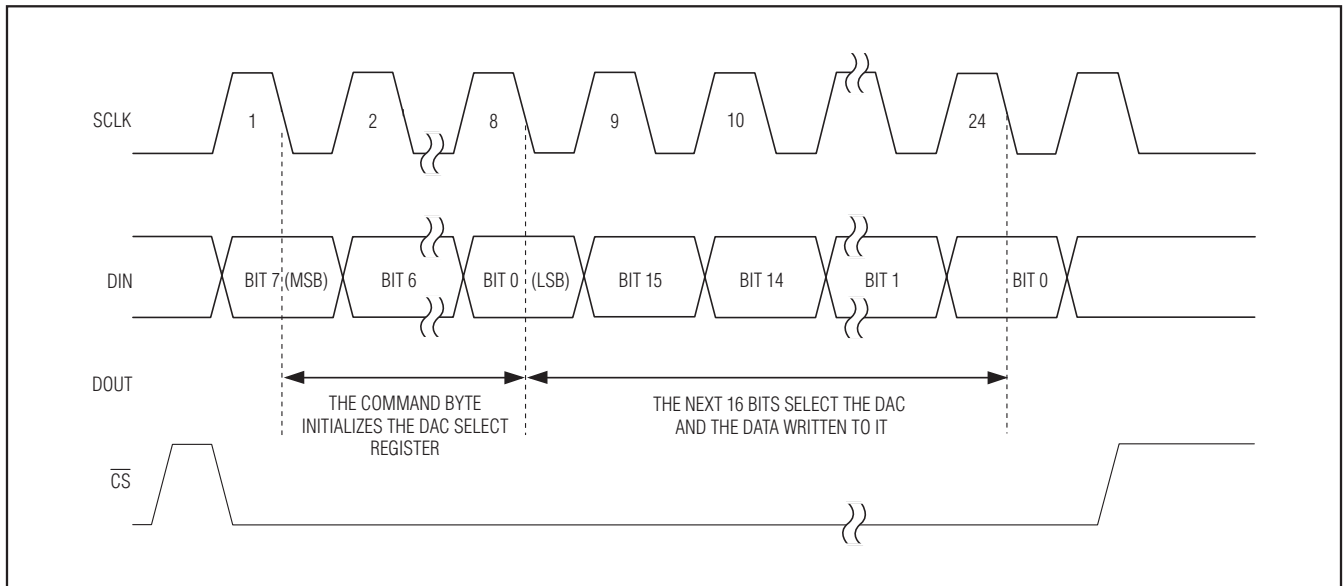 SCLK
1 2 8 9 10 24
DIN
BIT 7 (MSB) BIT 6 BIT 0 (LSB) BIT 15 BIT 14 BIT 1 BIT 0
DOUT
THE COMMAND BYTE
INITIALIZES THE DAC SELECT
REGISTER
THE NEXT 16 BITS SELECT THE DAC
AND THE DATA WRITTEN TO IT
CS